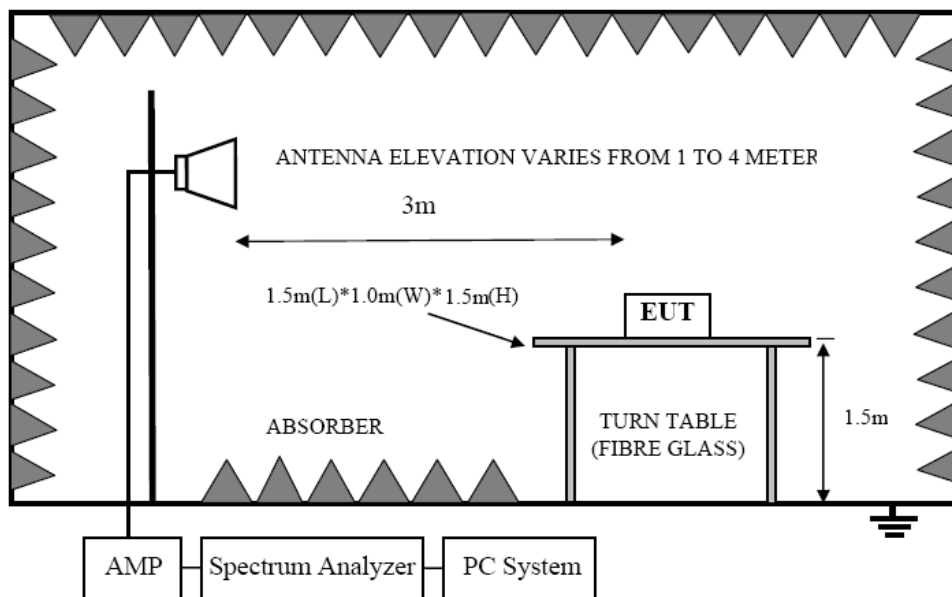 ANTENNA ELEVATION VARIES FROM 1 TO 4 METER
3m
1.5m(L)*1.0m(W)*1.5m(H)
EUT
ABSORBER
TURN TABLE
(FIBRE GLASS)
1.5m
AMP
Spectrum Analyzer
PC System